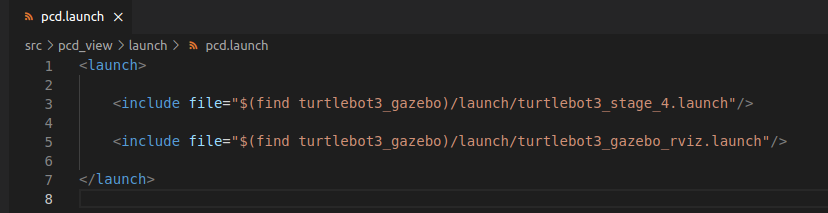 pcd.launch ×
src > pcd_view > launch > pcd.launch
1 <launch>
2
3 <include file="$(find turtlebot3_gazebo)/launch/turtlebot3_stage_4.launch"/>
4
5 <include file="$(find turtlebot3_gazebo)/launch/turtlebot3_gazebo_rviz.launch"/>
6
7 </launch>
8